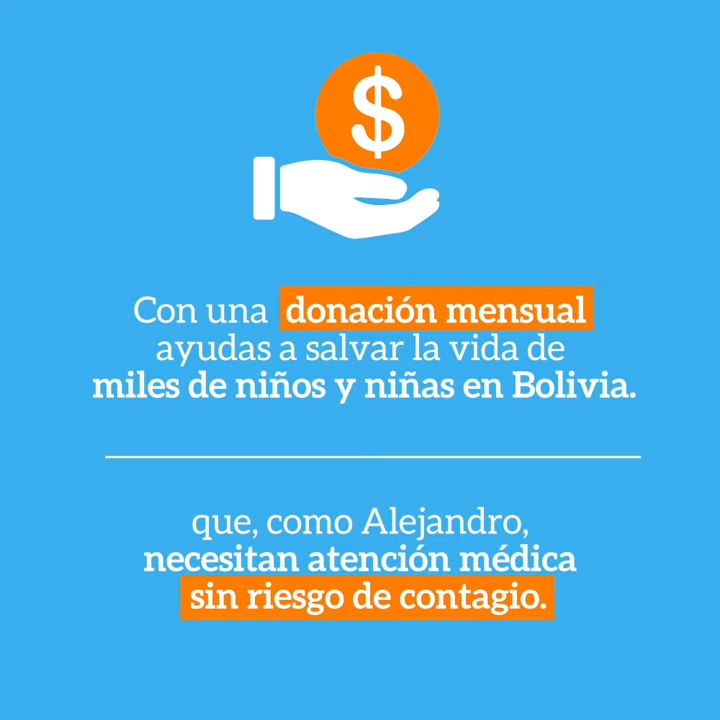 $
Con una donación mensual
ayudas a salvar la vida de
miles de niños y niñas en Bolivia.
que, como Alejandro,
necesitan atención médica
sin riesgo de contagio.